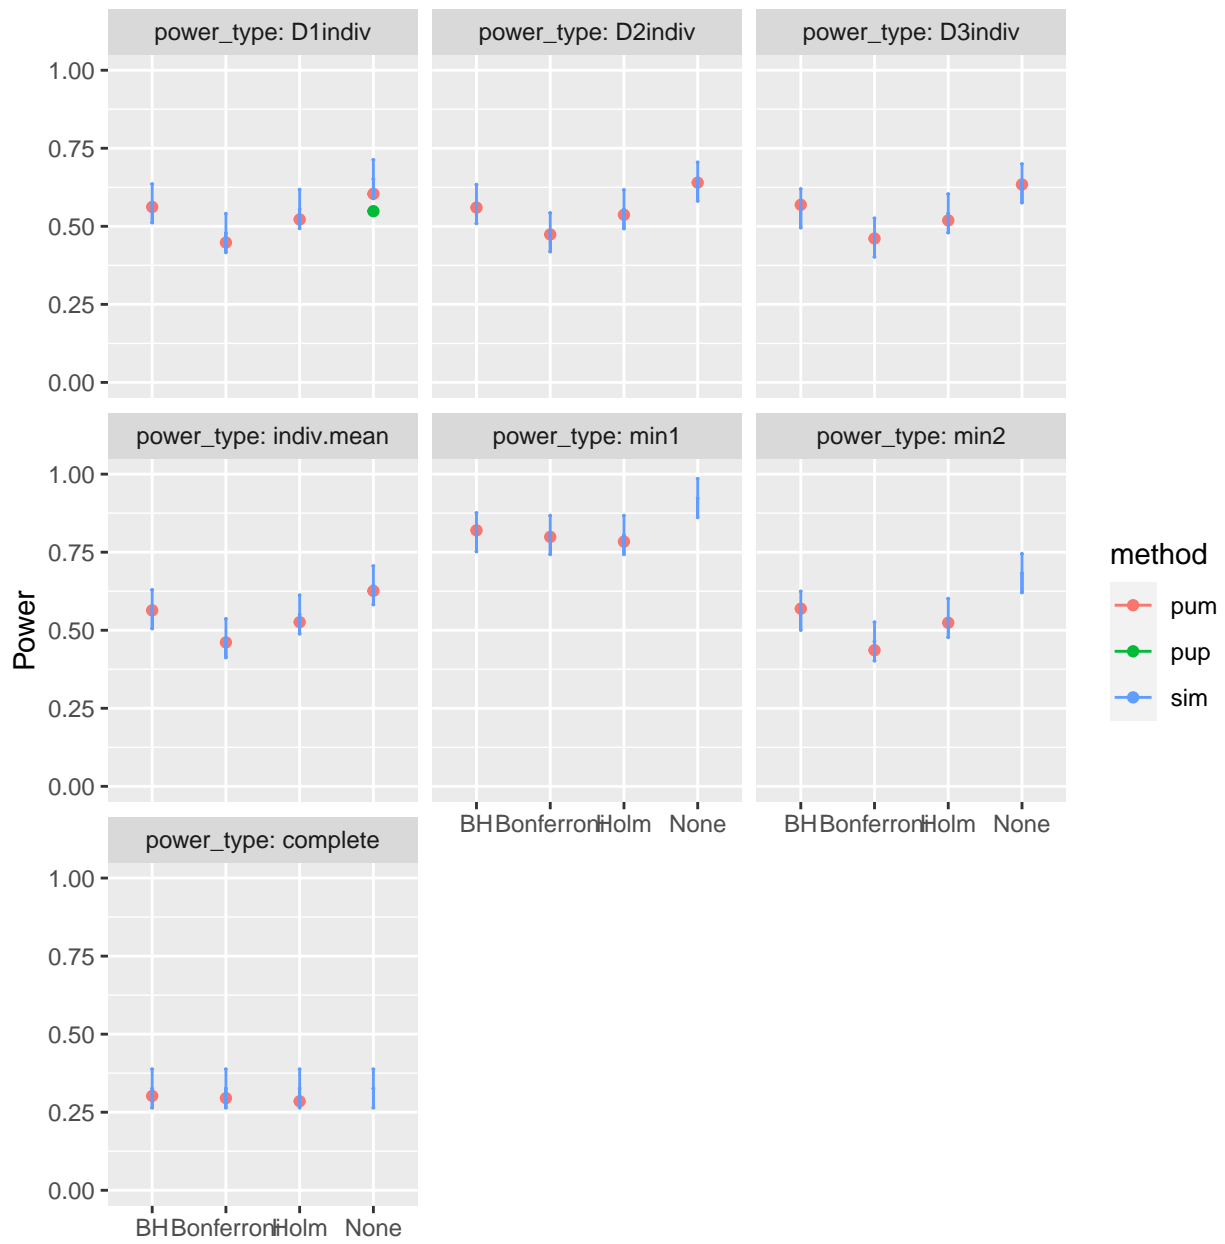 power_type: D1indiv
power_type: D2indiv
power_type: D3indiv
1.00
0.75
0.50
0.25
0.00
power_type: indiv.mean
power_type: min1
power_type: min2
1.00
0.75
0.50
0.25
0.00
BH Bonferroni Holm None
BH Bonferroni Holm None
power_type: complete
1.00
0.75
0.50
0.25
0.00
BH Bonferroni Holm None
Power
method
pum
pup
sim